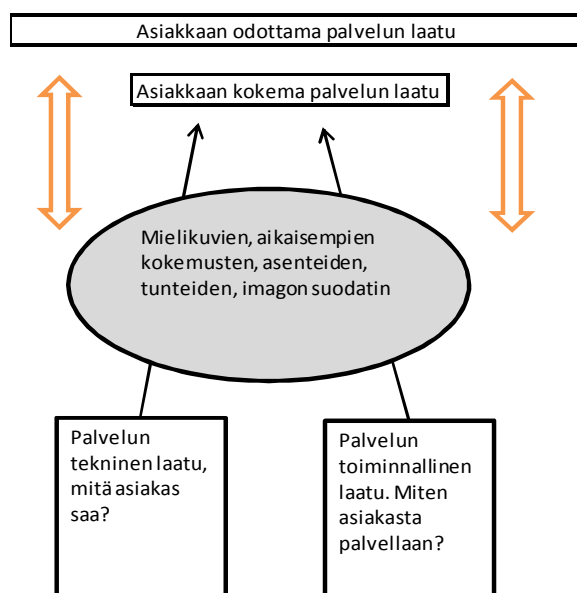 Asiakkaan odottama palvelun laatu
Asiakkaan kokema palvelun laatu
Mielikuvien, aikaisempien
kokemusten, asenteiden,
tunteiden, imagon suodatin
Palvelun
tekninen laatu,
mitä asiakas
saa?
Palvelun
toiminnallinen
laatu. Miten
asiakasta
palvellaan?